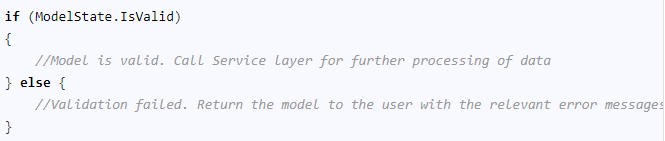 if (ModelState.IsValid)
{
//Model is valid. Call Service layer for further processing of data
} else {
//Validation failed. Return the model to the user with the relevant error messages
}